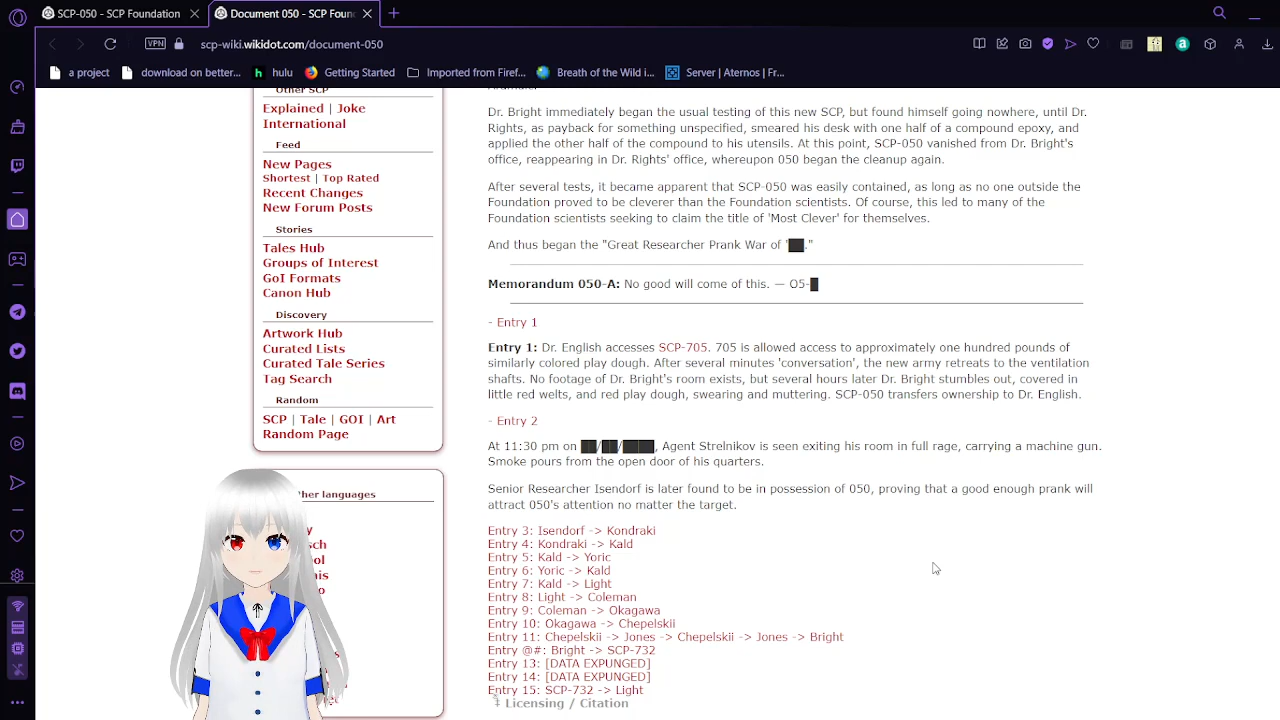 SCP-050 - SCP Foundation
Document 050 - SCP Foun
VPN
scp-wiki.wikidot.com/document-050
a project
download on better...
hulu
Getting Started
Imported from Firef...
Breath of the Wild i...
Server | Aternos | Fr...
Other SCP
Explained | Joke
International
Feed
New Pages
Shortest | Top Rated
Recent Changes
New Forum Posts
Stories
Tales Hub
Groups of Interest
GoI Formats
Canon Hub
Discovery
Artwork Hub
Curated Lists
Curated Tale Series
Tag Search
Random
SCP | Tale | GOI | Art
Random Page
her languages
Dr. Bright immediately began the usual testing of this new SCP, but found himself going nowhere, until Dr.
Rights, as payback for something unspecified, smeared his desk with one half of a compound epoxy, and
applied the other half of the compound to his utensils. At this point, SCP-050 vanished from Dr. Bright's
office, reappearing in Dr. Rights' office, whereupon 050 began the cleanup again.
After several tests, it became apparent that SCP-050 was easily contained, as long as no one outside the
Foundation proved to be cleverer than the Foundation scientists. Of course, this led to many of the
Foundation scientists seeking to claim the title of 'Most Clever' for themselves.
And thus began the "Great Researcher Prank War of '██."
Memorandum 050-A: No good will come of this. — O5-█
- Entry 1
Entry 1: Dr. English accesses SCP-705. 705 is allowed access to approximately one hundred pounds of
similarly colored play dough. After several minutes 'conversation', the new army retreats to the ventilation
shafts. No footage of Dr. Bright's room exists, but several hours later Dr. Bright stumbles out, covered in
little red welts, and red play dough, swearing and muttering. SCP-050 transfers ownership to Dr. English.
- Entry 2
At 11:30 pm on ██/██/████, Agent Strelnikov is seen exiting his room in full rage, carrying a machine gun.
Smoke pours from the open door of his quarters.
Senior Researcher Isendorf is later found to be in possession of 050, proving that a good enough prank will
attract 050's attention no matter the target.
Entry 3: Isendorf -> Kondraki
Entry 4: Kondraki -> Kald
Entry 5: Kald -> Yoric
Entry 6: Yoric -> Kald
Entry 7: Kald -> Light
Entry 8: Light -> Coleman
Entry 9: Coleman -> Okagawa
Entry 10: Okagawa -> Chepelskii
Entry 11: Chepelskii -> Jones -> Chepelskii -> Jones -> Bright
Entry @#: Bright -> SCP-732
Entry 13: [DATA EXPUNGED]
Entry 14: [DATA EXPUNGED]
Entry 15: SCP-732 -> Light
‡ Licensing / Citation